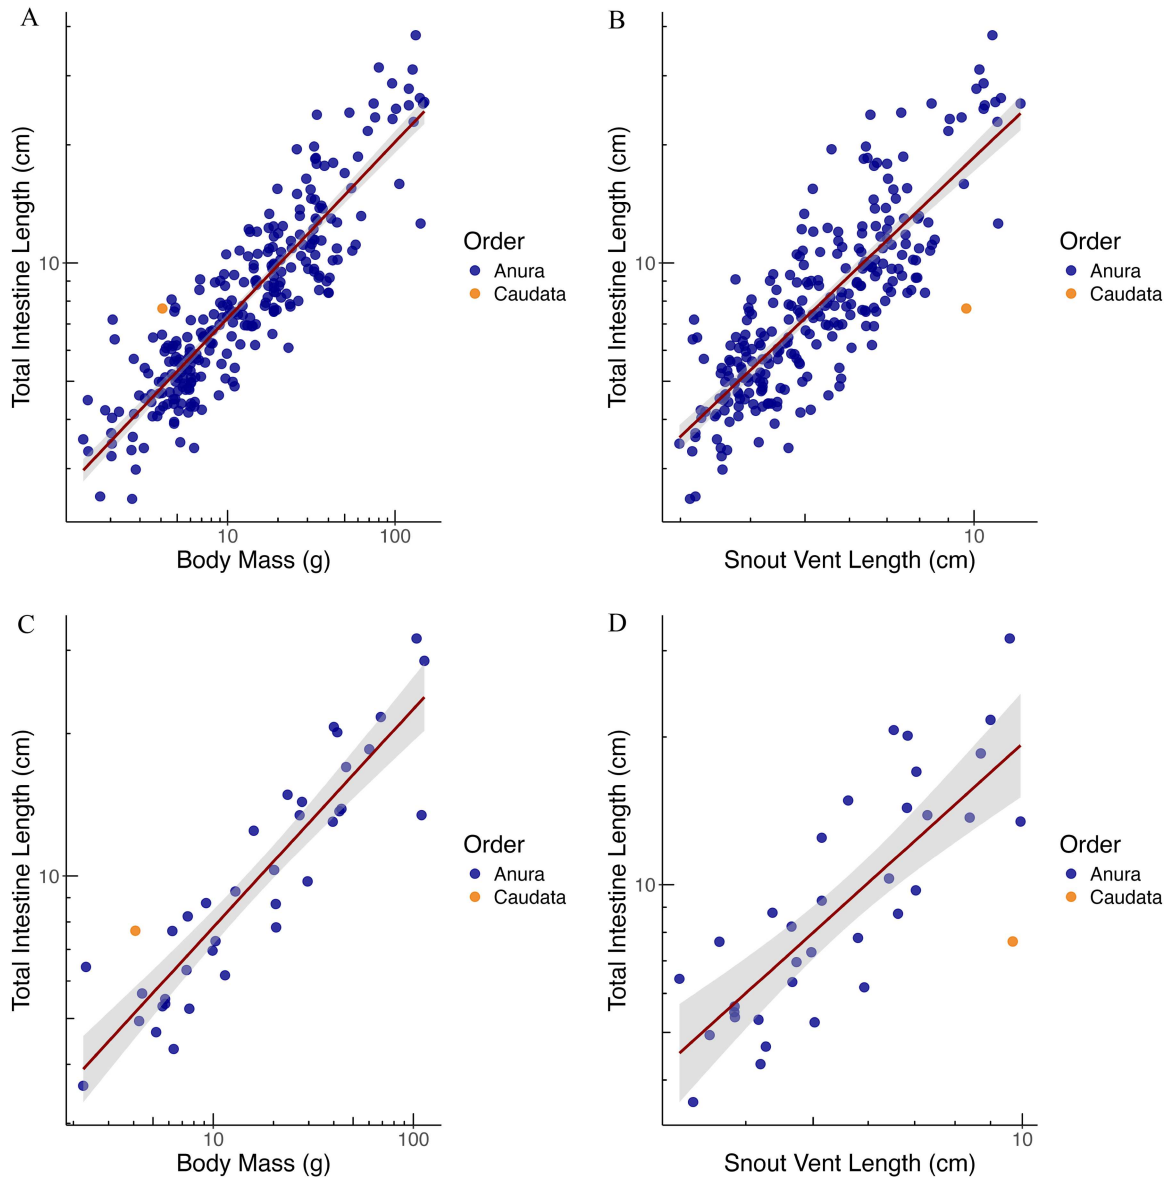 A
Total Intestine Length (cm)
10
10
100
Body Mass (g)
Order
Anura
Caudata
B
Total Intestine Length (cm)
10
10
Snout Vent Length (cm)
Order
Anura
Caudata
C
Total Intestine Length (cm)
10
10
100
Body Mass (g)
Order
Anura
Caudata
D
Total Intestine Length (cm)
10
10
Snout Vent Length (cm)
Order
Anura
Caudata